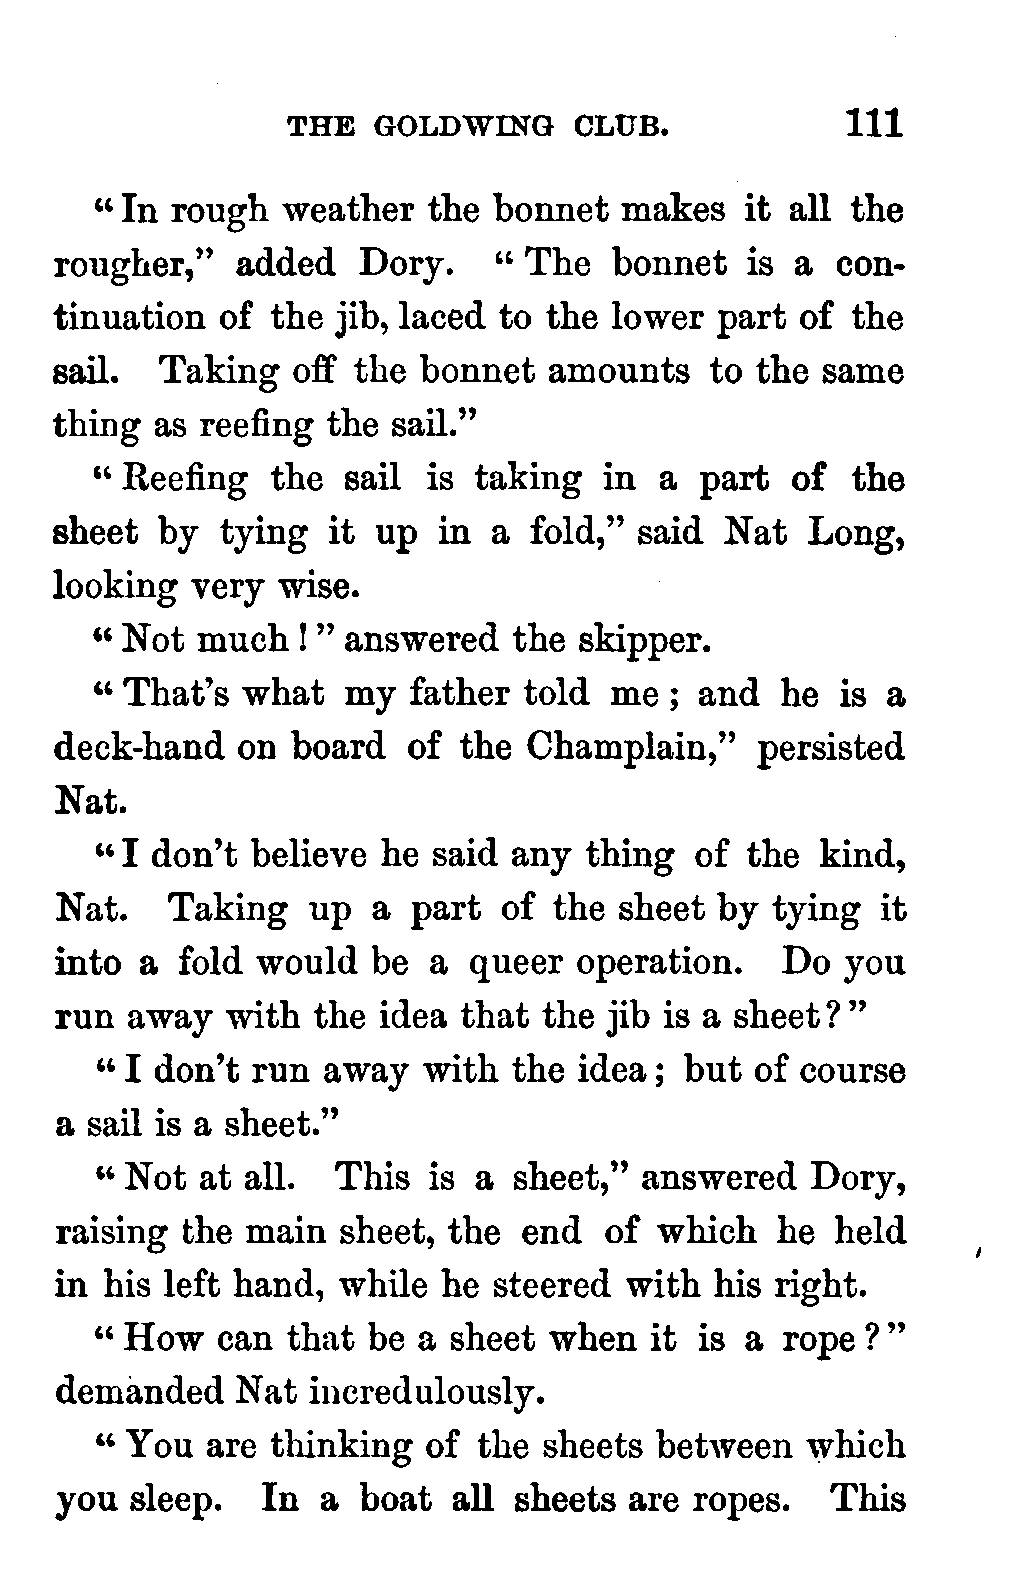 THE GOLDWING CLUB. 111
“In rough weather the bonnet makes it all the
rougher,” added Dory. “The bonnet is a con-
tinuation of the jib, laced to the lower part of the
sail. Taking off the bonnet amounts to the same
thing as reefing the sail.”
“Reefing the sail is taking in a part of the
sheet by tying it up in a fold,” said Nat Long,
looking very wise.
“Not much!” answered the skipper.
“That’s what my father told me; and he is a
deck-hand on board of the Champlain,” persisted
Nat.
“I don’t believe he said any thing of the kind,
Nat. Taking up a part of the sheet by tying it
into a fold would be a queer operation. Do you
run away with the idea that the jib is a sheet?”
“I don’t run away with the idea; but of course
a sail is a sheet.”
“Not at all. This is a sheet,” answered Dory,
raising the main sheet, the end of which he held
in his left hand, while he steered with his right.
“How can that be a sheet when it is a rope?”
demanded Nat incredulously.
“You are thinking of the sheets between which
you sleep. In a boat all sheets are ropes. This